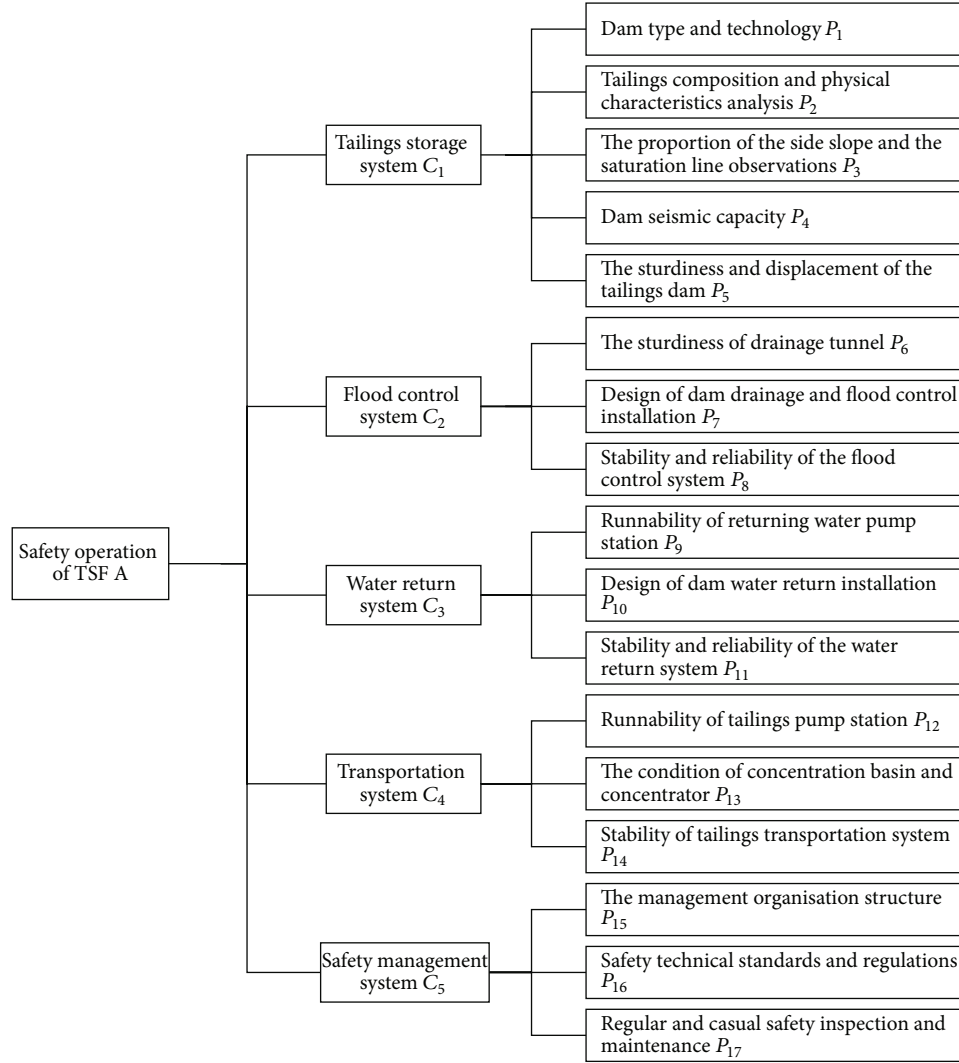 Safety operation
of TSF A
Tailings storage
system C₁
Dam type and technology P₁
Tailings composition and physical
characteristics analysis P₂
The proportion of the side slope and the
saturation line observations P₃
Dam seismic capacity P₄
The sturdiness and displacement of the
tailings dam P₅
Flood control
system C₂
The sturdiness of drainage tunnel P₆
Design of dam drainage and flood control
installation P₇
Stability and reliability of the flood
control system P₈
Water return
system C₃
Runnability of returning water pump
station P₉
Design of dam water return installation
P₁₀
Stability and reliability of the water
return system P₁₁
Transportation
system C₄
Runnability of tailings pump station P₁₂
The condition of concentration basin and
concentrator P₁₃
Stability of tailings transportation system
P₁₄
Safety management
system C₅
The management organisation structure
P₁₅
Safety technical standards and regulations
P₁₆
Regular and casual safety inspection and
maintenance P₁₇